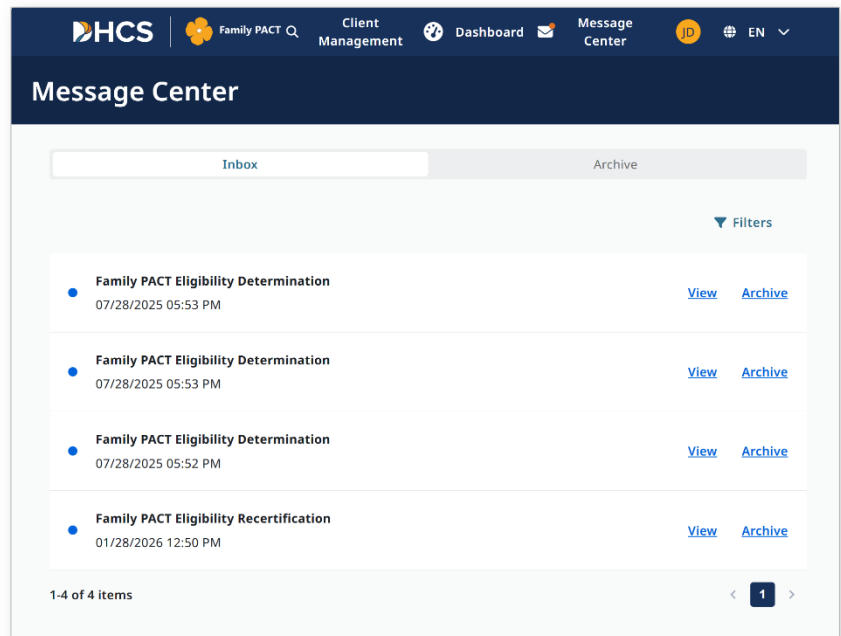 DHCS
Family PACT
Client Management
Dashboard
Message Center
JD
EN
Message Center
Inbox
Archive
Filters
Family PACT Eligibility Determination
07/28/2025 05:53 PM
View
Archive
Family PACT Eligibility Determination
07/28/2025 05:53 PM
View
Archive
Family PACT Eligibility Determination
07/28/2025 05:52 PM
View
Archive
Family PACT Eligibility Recertification
01/28/2026 12:50 PM
View
Archive
1-4 of 4 items
1